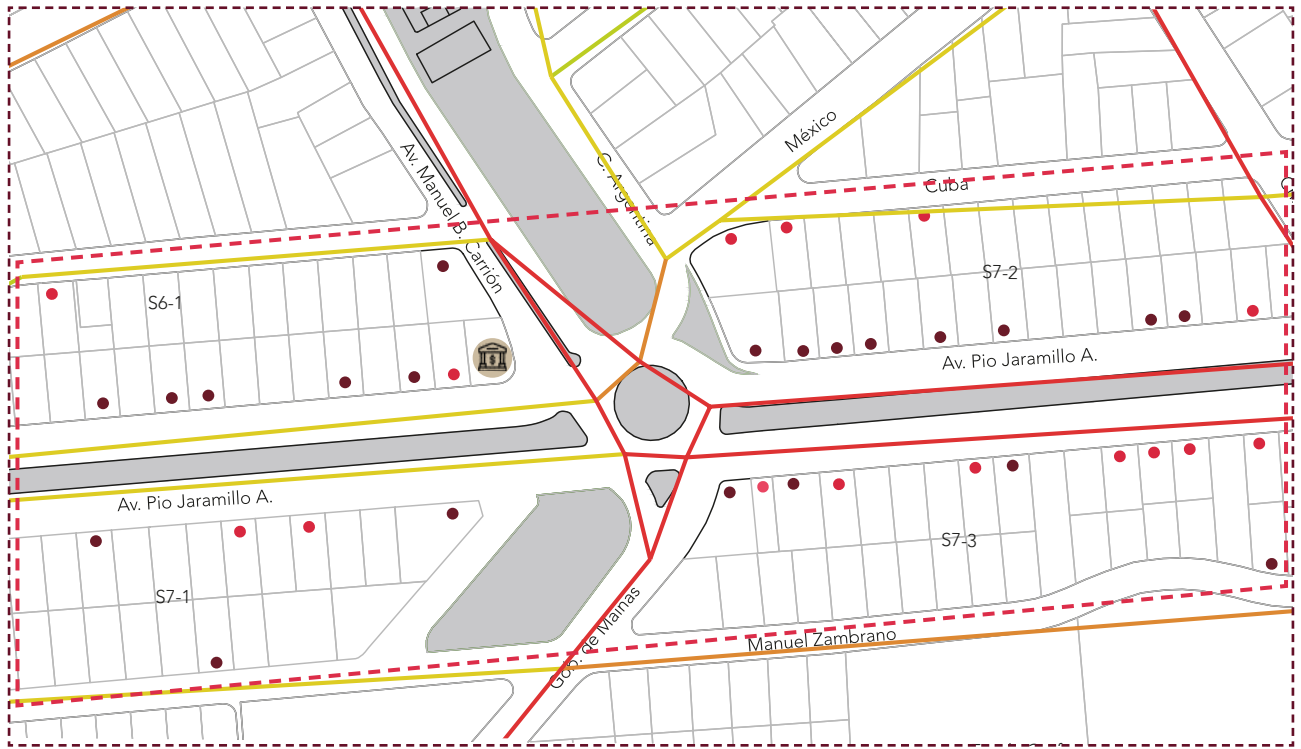 México
Av. Manuel B. Carrión
C. Argentina
Cuba
S6-1
S7-2
Av. Pio Jaramillo A.
Av. Pio Jaramillo A.
S7-3
S7-1
Gob. de Mainas
Manuel Zambrano
$